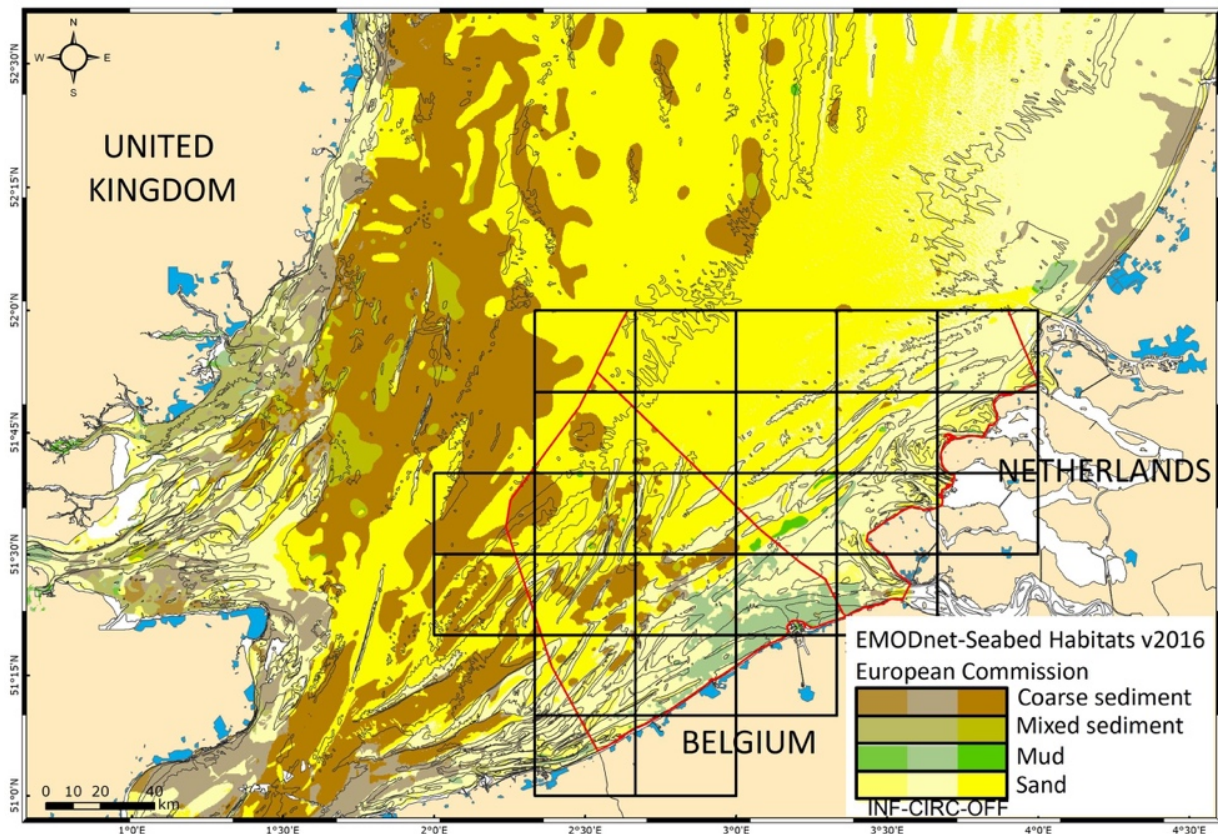 N
W E
S
UNITED
KINGDOM
NETHERLANDS
BELGIUM
52°30'N
52°15'N
52°0'N
51°45'N
51°30'N
51°15'N
51°0'N
0 10 20 40
km
1°0'E 1°30'E 2°0'E 2°30'E 3°0'E 3°30'E 4°0'E 4°30'E
EMODnet-Seabed Habitats v2016
European Commission
Coarse sediment
Mixed sediment
Mud
Sand
INF-CIRC-OFF